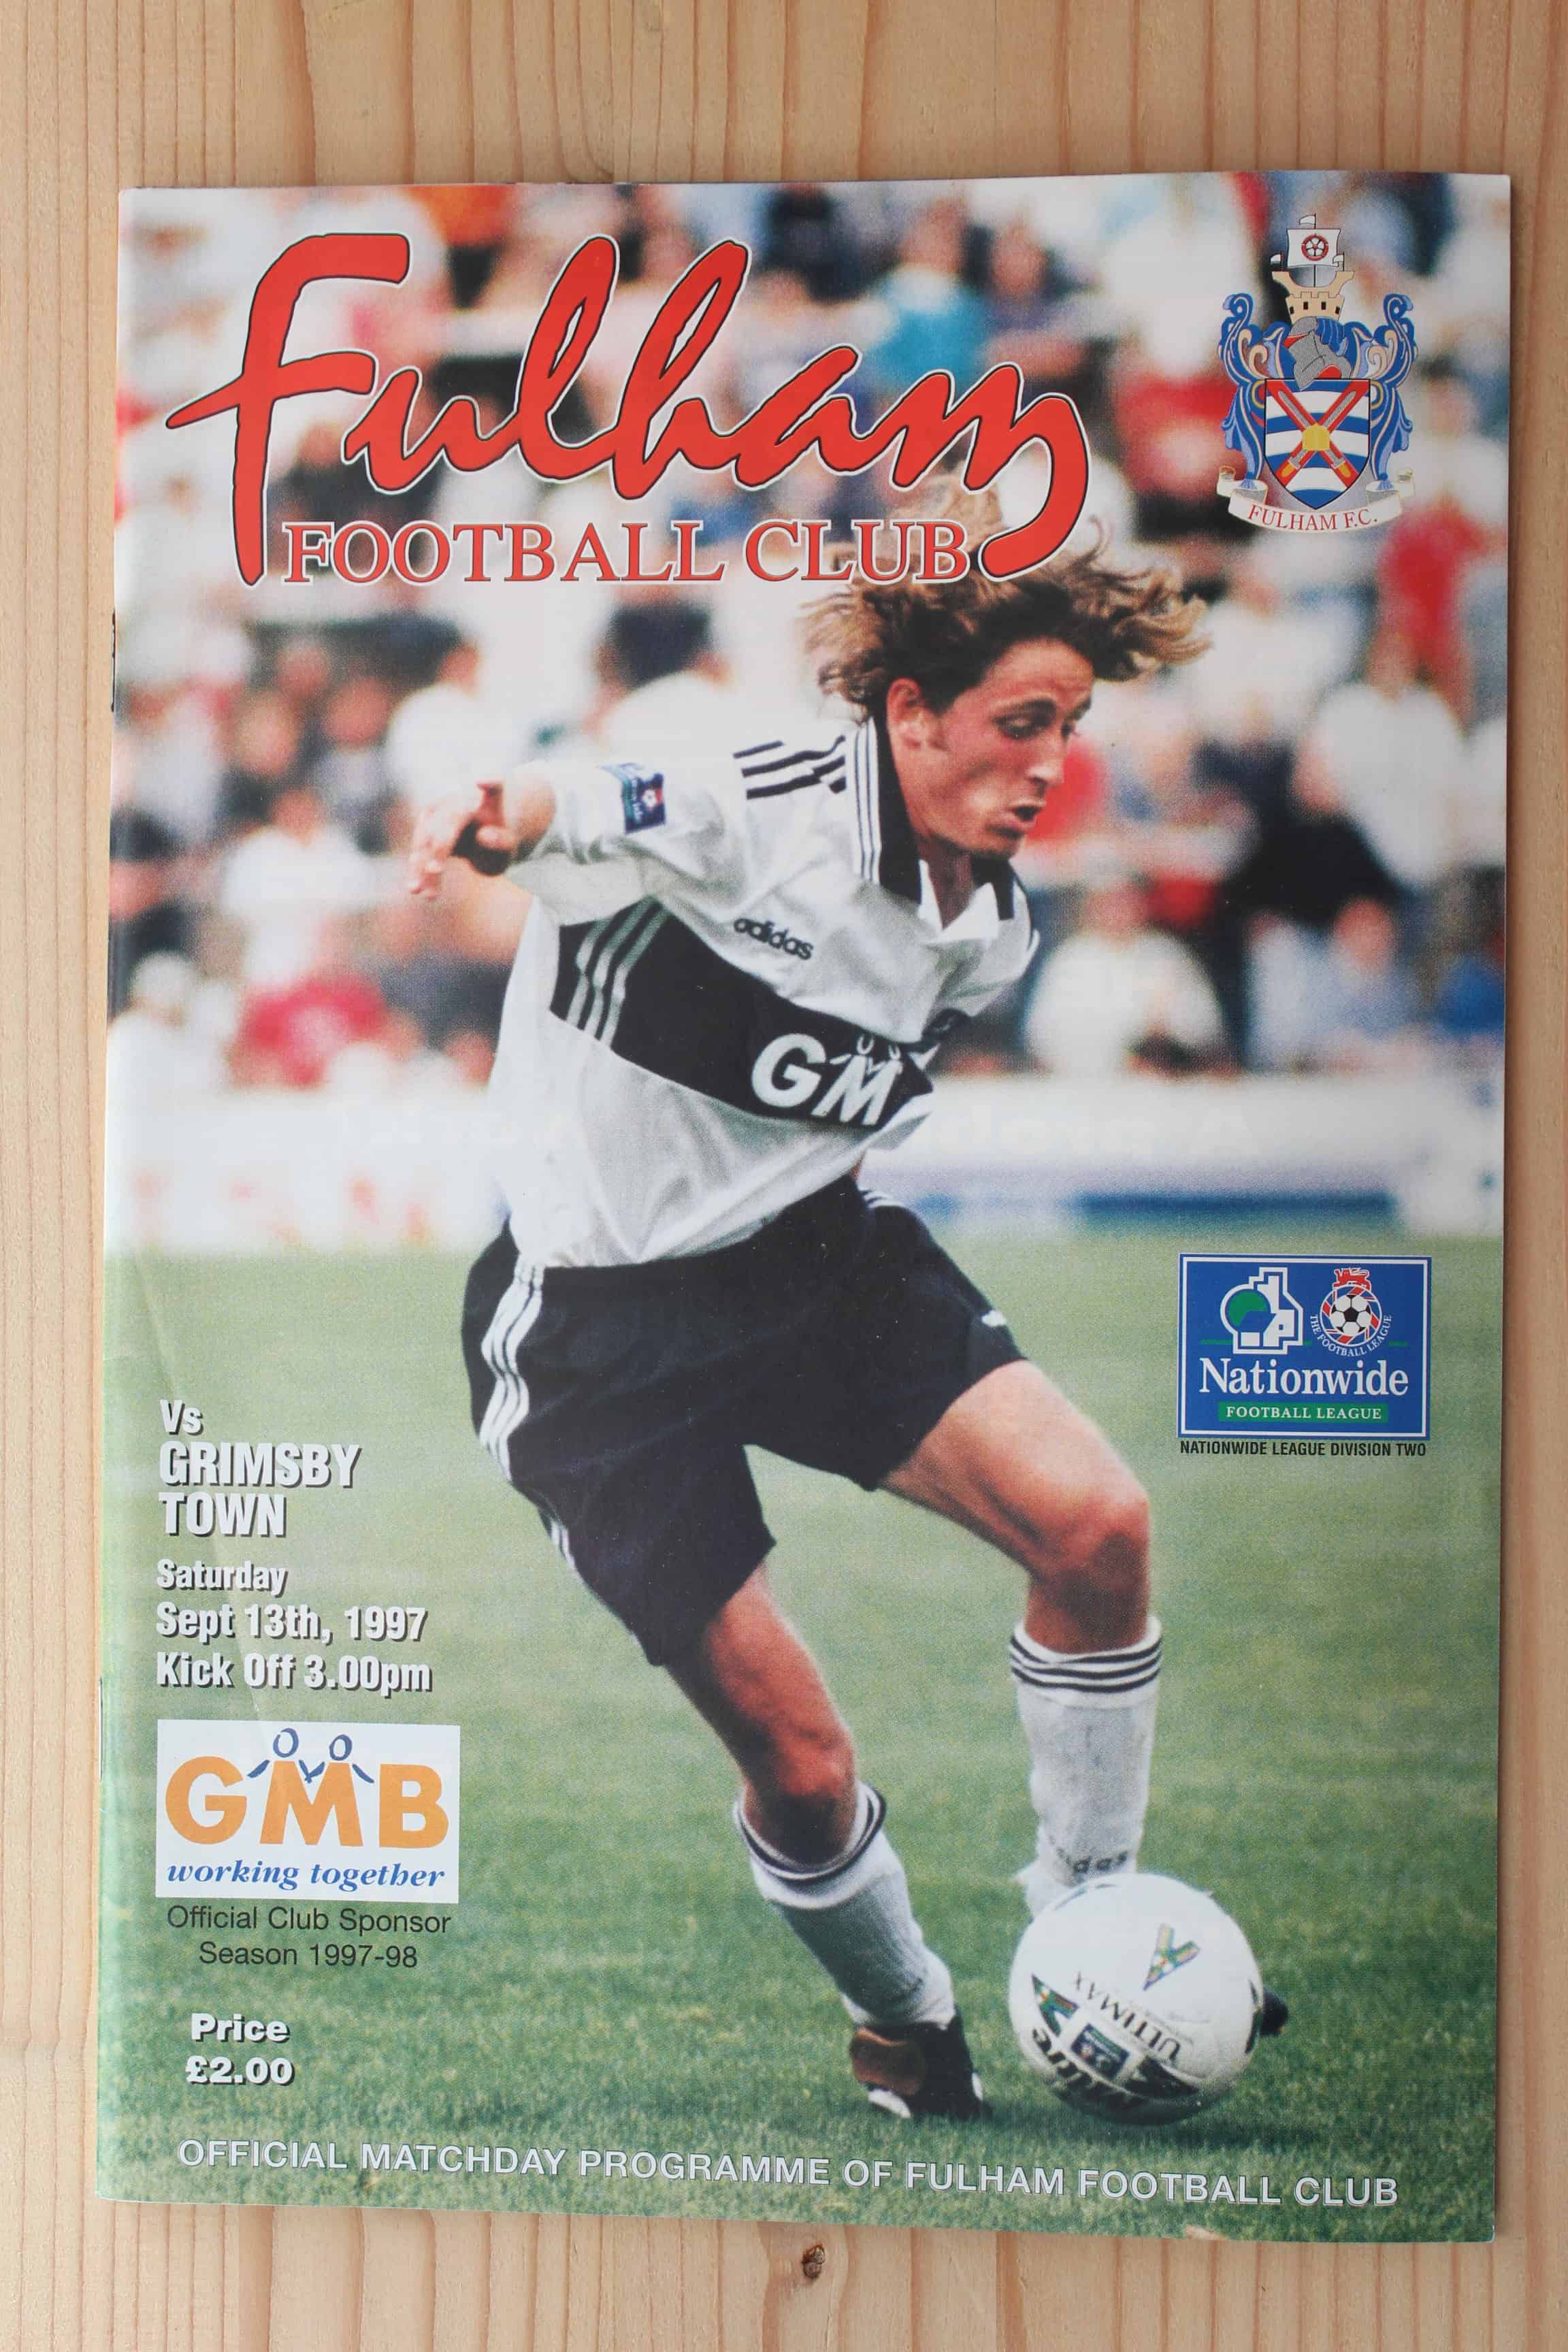 Fulham
FOOTBALL CLUB
FULHAM F.C.
adidas
GM
THE FOOTBALL LEAGUE
Nationwide
FOOTBALL LEAGUE
NATIONWIDE LEAGUE DIVISION TWO
Vs
GRIMSBY
TOWN
Saturday
Sept 13th, 1997
Kick Off 3.00pm
GMB
working together
Official Club Sponsor
Season 1997-98
Price
£2.00
ULTIMAX
OFFICIAL MATCHDAY PROGRAMME OF FULHAM FOOTBALL CLUB